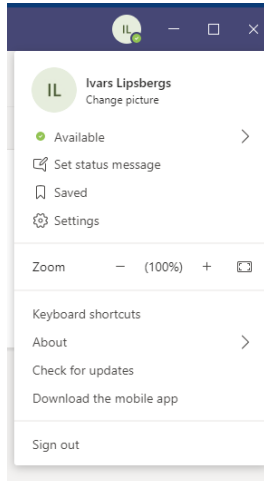 IL
IL
Ivars Lipsbergs
Change picture
Available
Set status message
Saved
Settings
Zoom — (100%) +
Keyboard shortcuts
About
Check for updates
Download the mobile app
Sign out